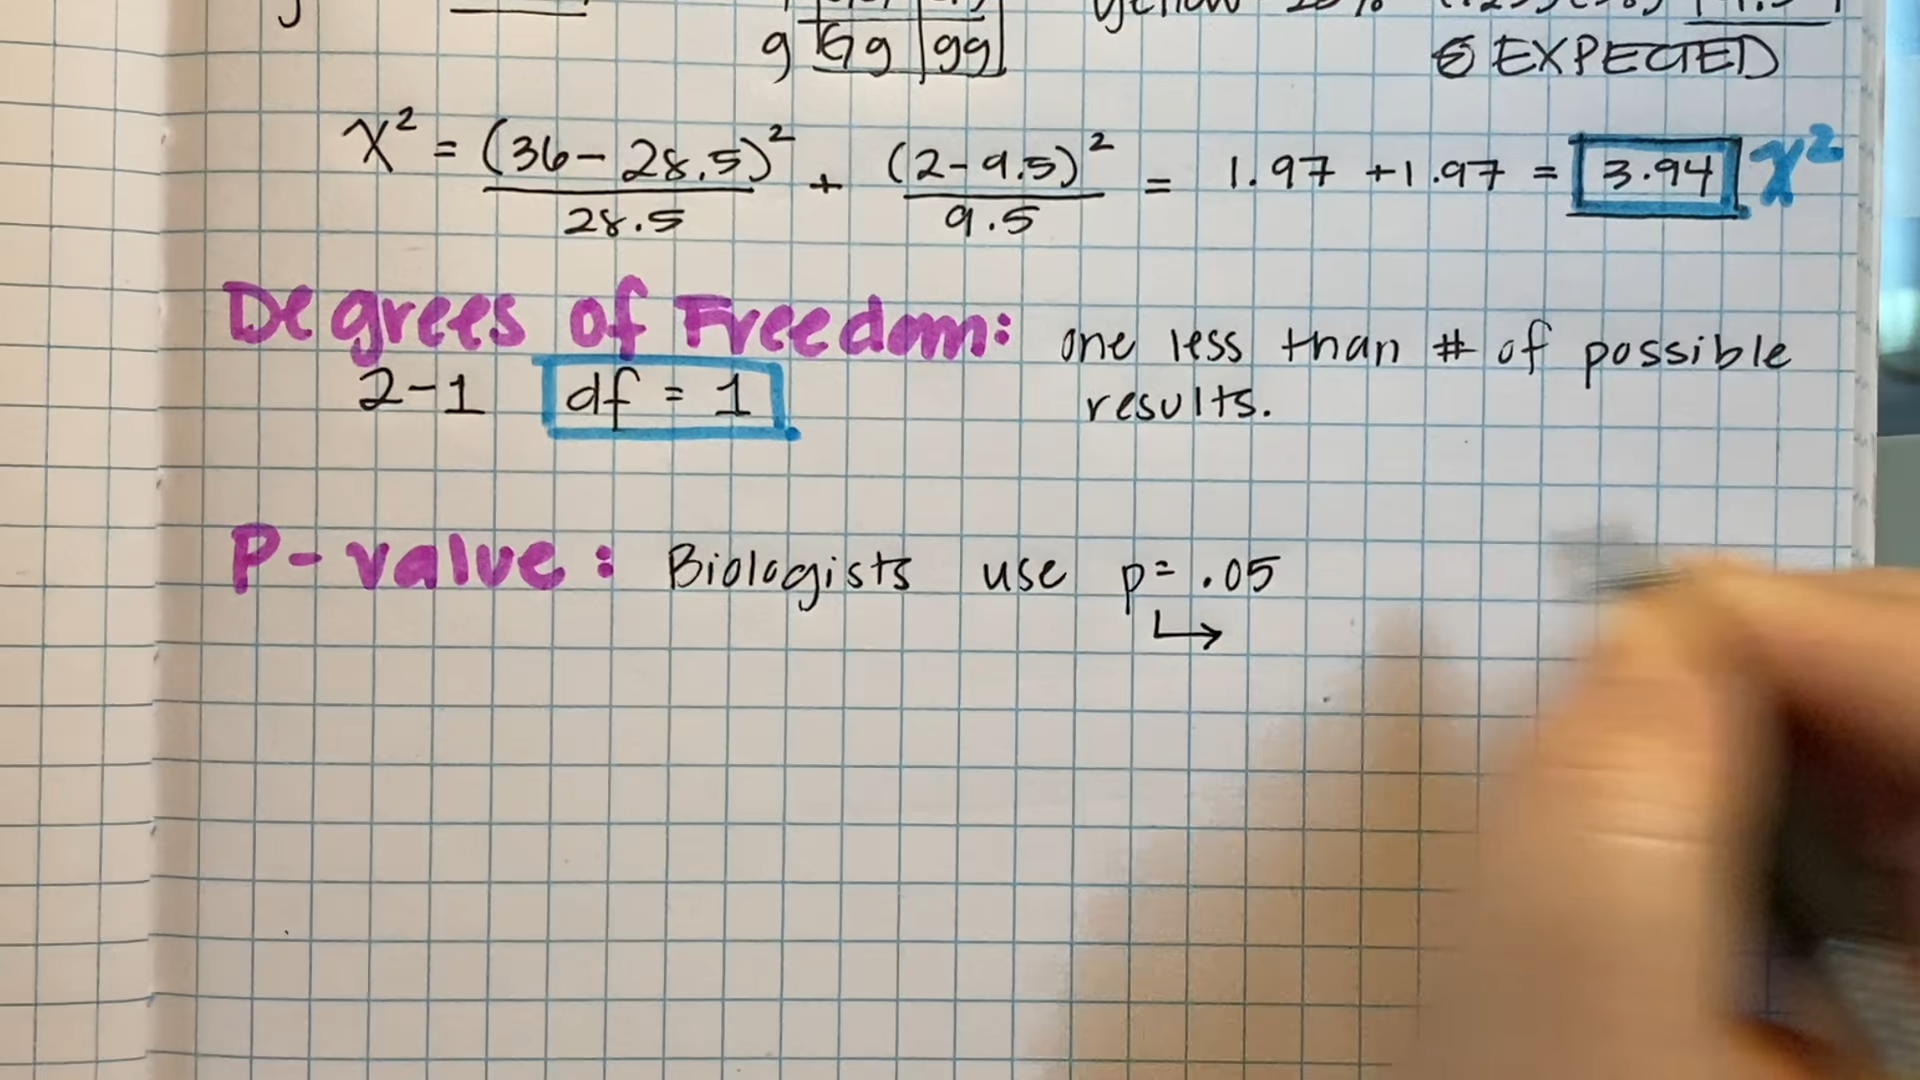 g Gg gg
EXPECTED
χ² = (36-28.5)² / 28.5 + (2-9.5)² / 9.5 = 1.97 + 1.97 = 3.94 χ²
Degrees of Freedom: one less than # of possible
2-1 df = 1 results.
P-value: Biologists use p= .05